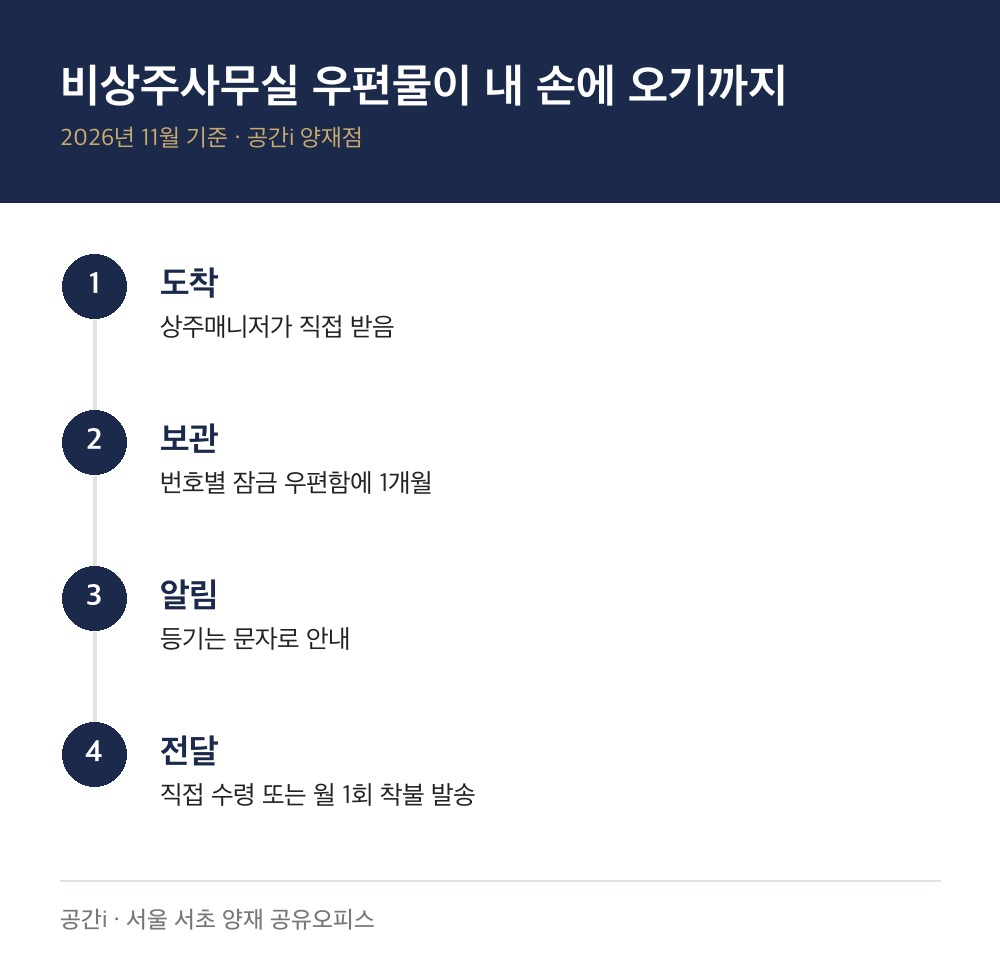 비상주사무실 우편물이 내 손에 오기까지
2026년 11월 기준 · 공간i 양재점
1
도착
상주매니저가 직접 받음
2
보관
번호별 잠금 우편함에 1개월
3
알림
등기는 문자로 안내
4
전달
직접 수령 또는 월 1회 착불 발송
공간i · 서울 서초 양재 공유오피스